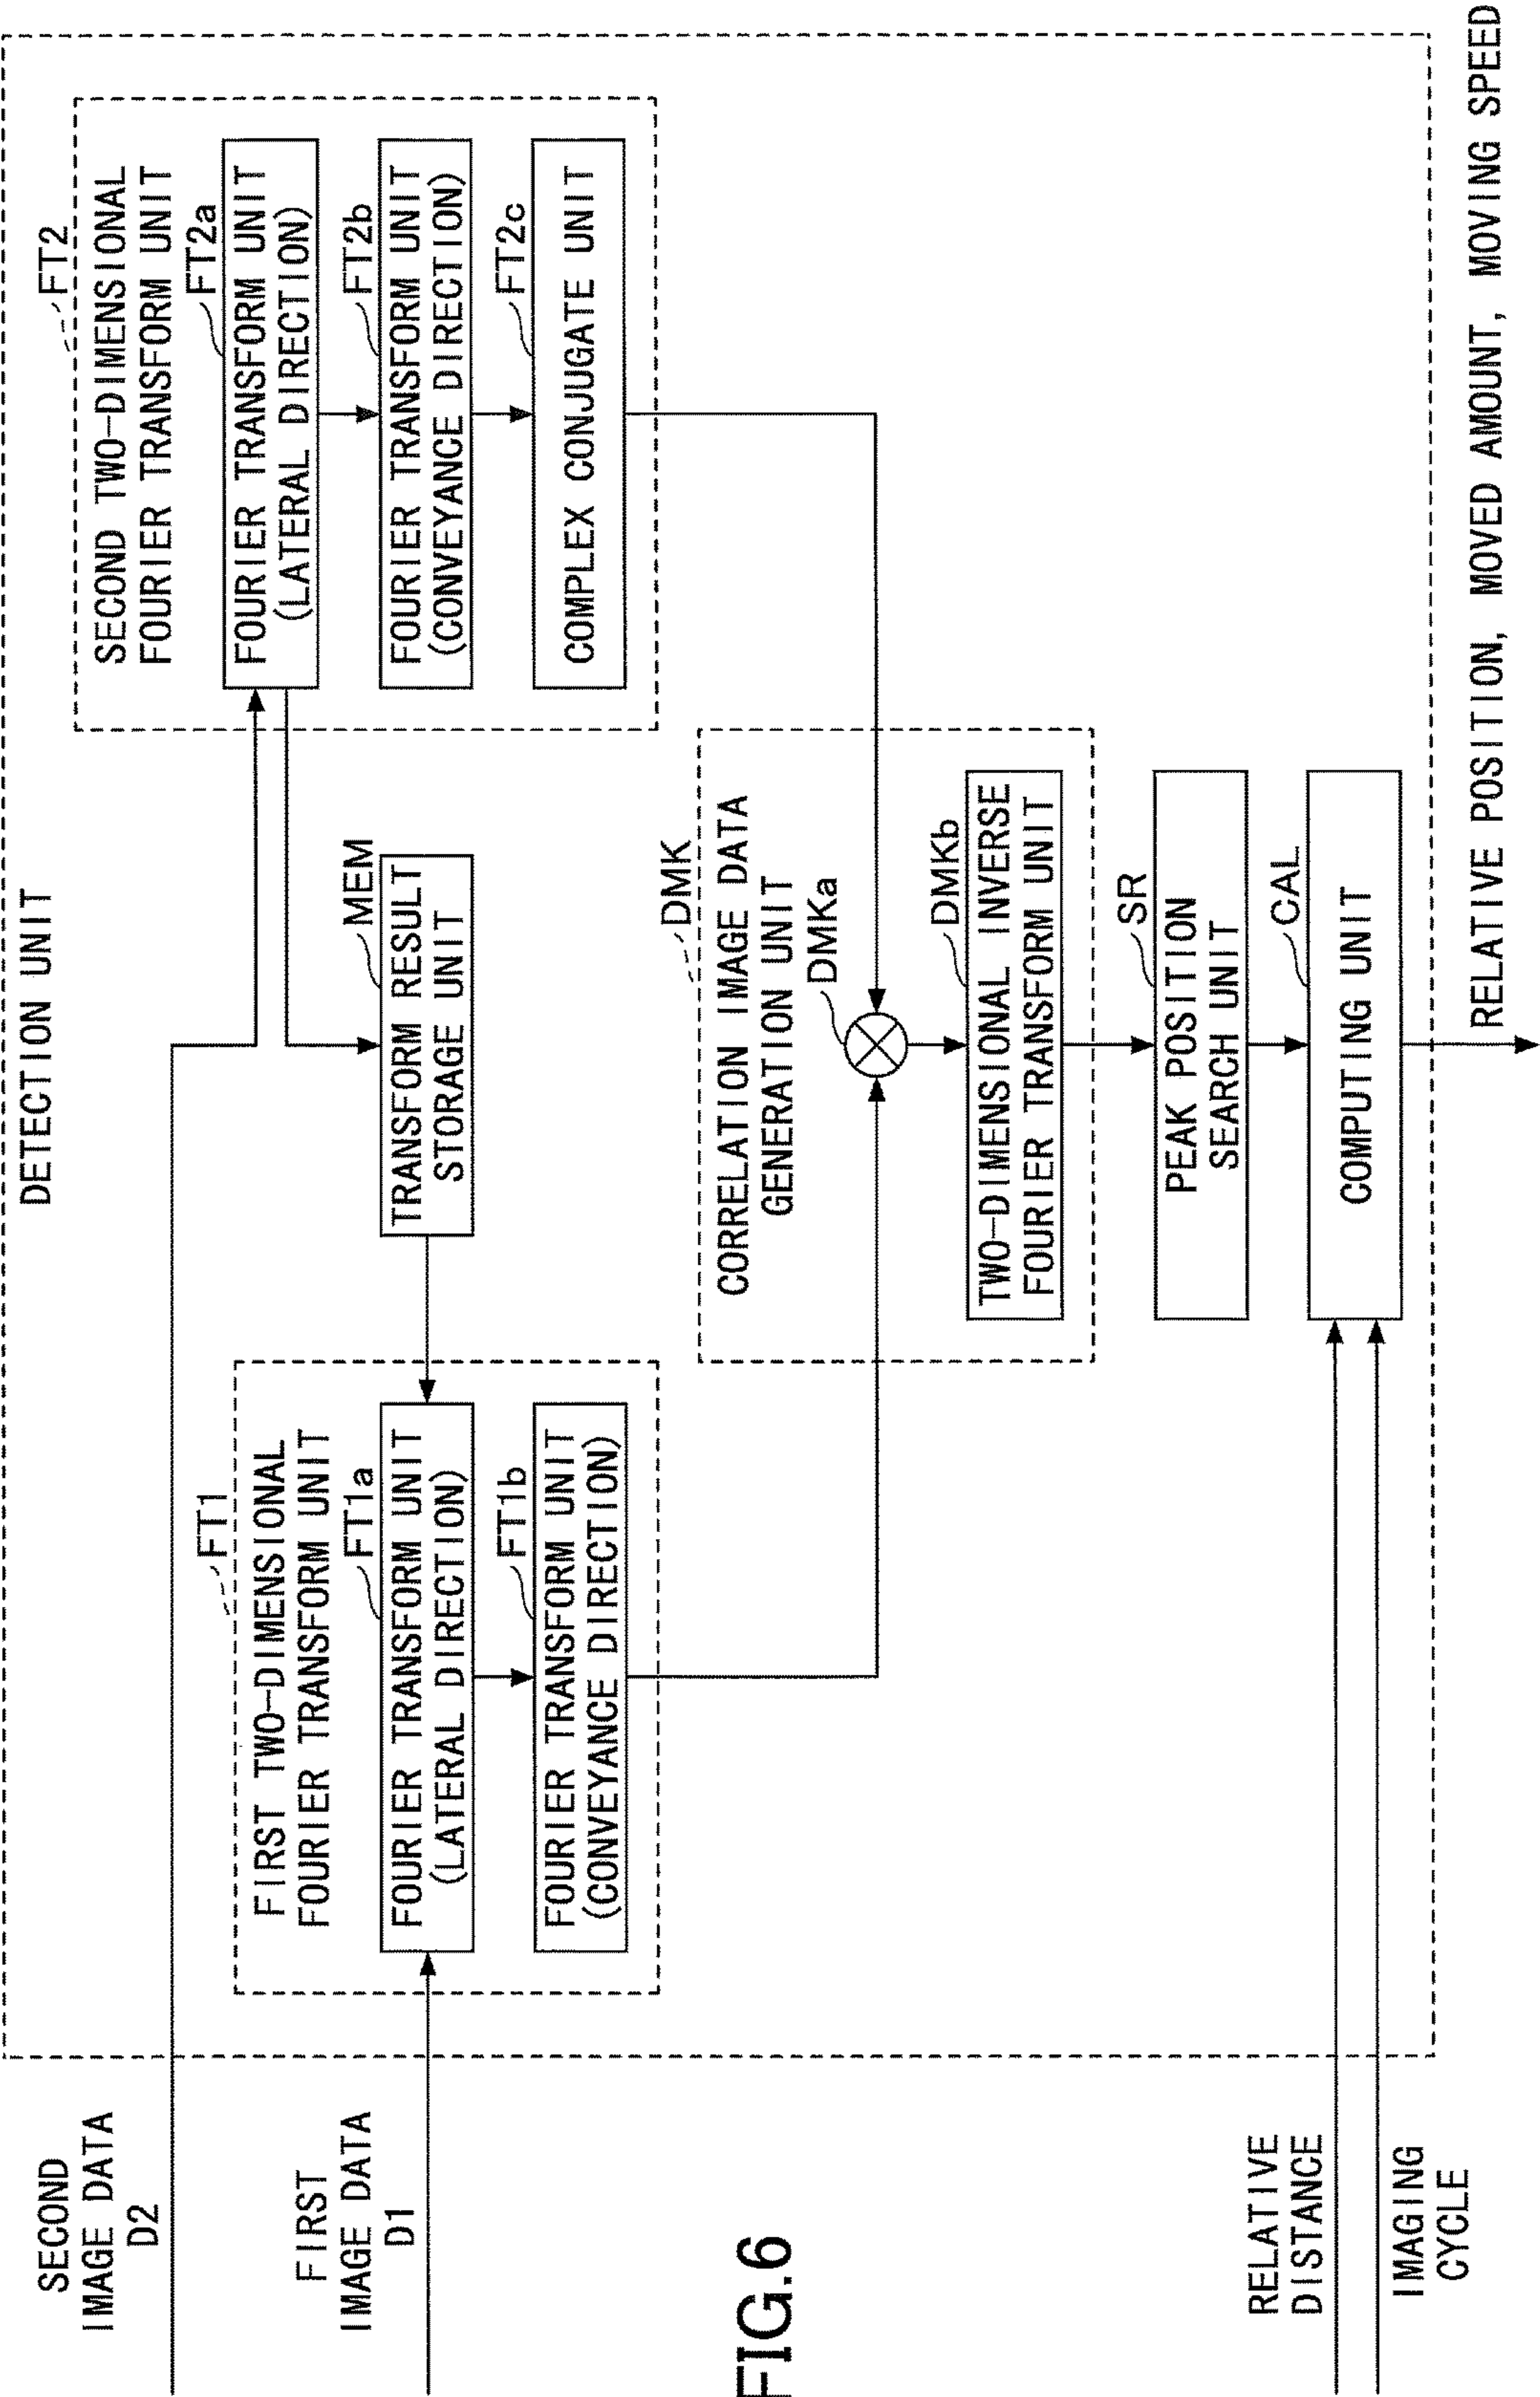 DETECTION UNIT
SECOND
IMAGE DATA
D2
FIRST
IMAGE DATA
D1
FT1
FIRST TWO-DIMENSIONAL
FOURIER TRANSFORM UNIT
FT1a
FOURIER TRANSFORM UNIT
(LATERAL DIRECTION)
FT1b
FOURIER TRANSFORM UNIT
(CONVEYANCE DIRECTION)
MEM
TRANSFORM RESULT
STORAGE UNIT
FT2
SECOND TWO-DIMENSIONAL
FOURIER TRANSFORM UNIT
FT2a
FOURIER TRANSFORM UNIT
(LATERAL DIRECTION)
FT2b
FOURIER TRANSFORM UNIT
(CONVEYANCE DIRECTION)
FT2c
COMPLEX CONJUGATE UNIT
DMK
CORRELATION IMAGE DATA
GENERATION UNIT
DMKa
DMKb
TWO-DIMENSIONAL INVERSE
FOURIER TRANSFORM UNIT
SR
PEAK POSITION
SEARCH UNIT
CAL
COMPUTING UNIT
RELATIVE
DISTANCE
IMAGING
CYCLE
RELATIVE POSITION, MOVED AMOUNT, MOVING SPEED
FIG.6